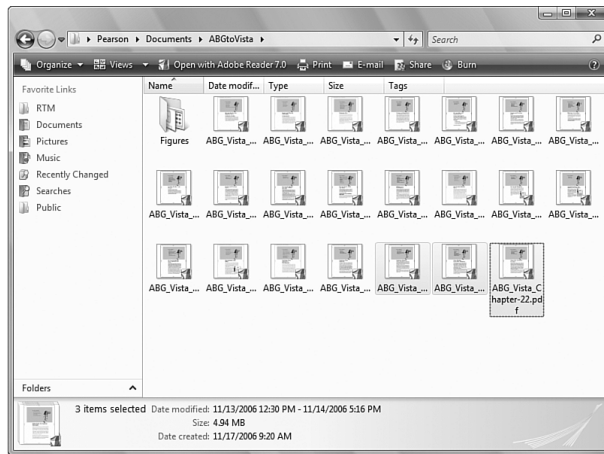 Pearson ▸ Documents ▸ ABGtoVista ▸
Search
Organize Views Open with Adobe Reader 7.0 Print E-mail Share Burn
Favorite Links
RTM
Documents
Pictures
Music
Recently Changed
Searches
Public
Name Date modif... Type Size Tags
Figures ABG_Vista_... ABG_Vista_... ABG_Vista_... ABG_Vista_... ABG_Vista_... ABG_Vista_... ABG_Vista_...
ABG_Vista_... ABG_Vista_... ABG_Vista_... ABG_Vista_... ABG_Vista_... ABG_Vista_... ABG_Vista_... ABG_Vista_...
ABG_Vista_... ABG_Vista_... ABG_Vista_... ABG_Vista_... ABG_Vista_... ABG_Vista_... ABG_Vista_C
hapter-22.pd
f
Folders
3 items selected Date modified: 11/13/2006 12:30 PM - 11/14/2006 5:16 PM
Size: 4.94 MB
Date created: 11/17/2006 9:20 AM